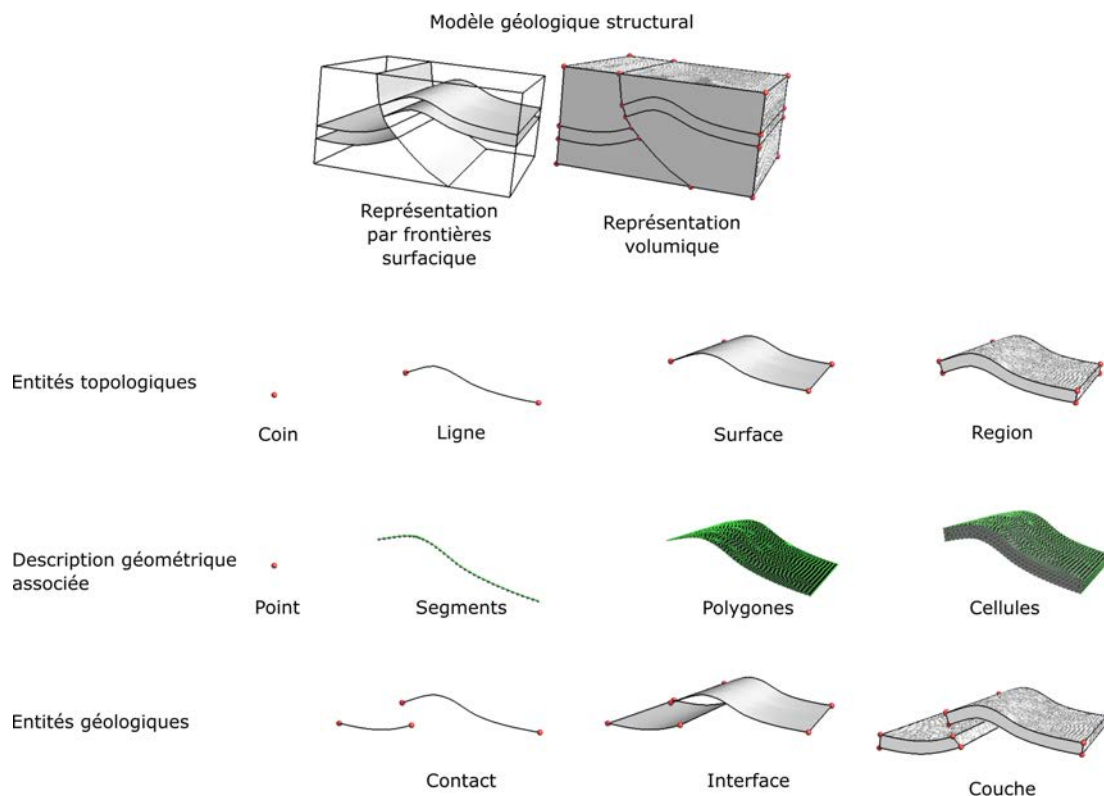 Modèle géologique structural
Représentation
par frontières
surfacique
Représentation
volumique
Entités topologiques
Coin
Ligne
Surface
Region
Description géométrique
associée
Point
Segments
Polygones
Cellules
Entités géologiques
Contact
Interface
Couche